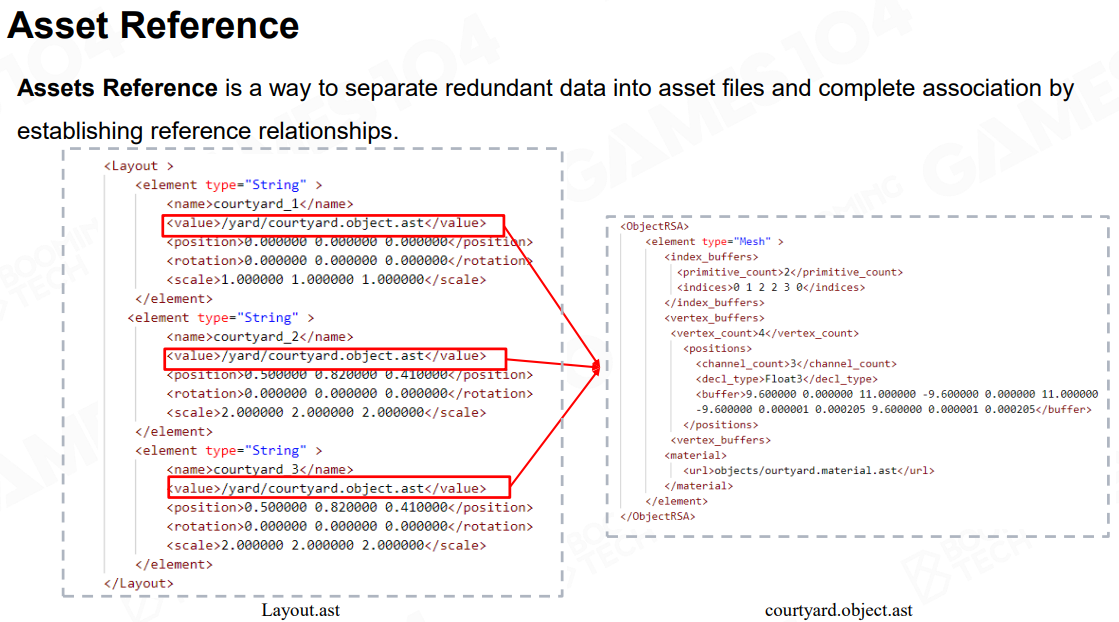 Asset Reference
Assets Reference is a way to separate redundant data into asset files and complete association by
establishing reference relationships.
<Layout >
<element type="String" >
<name>courtyard_1</name>
<value>/yard/courtyard.object.ast</value>
<position>0.000000 0.000000 0.000000</position>
<rotation>0.000000 0.000000 0.000000</rotation>
<scale>1.000000 1.000000 1.000000</scale>
</element>
<element type="String" >
<name>courtyard_2</name>
<value>/yard/courtyard.object.ast</value>
<position>0.500000 0.820000 0.410000</position>
<rotation>0.000000 0.000000 0.000000</rotation>
<scale>2.000000 2.000000 2.000000</scale>
</element>
<element type="String" >
<name>courtyard_3</name>
<value>/yard/courtyard.object.ast</value>
<position>0.500000 0.820000 0.410000</position>
<rotation>0.000000 0.000000 0.000000</rotation>
<scale>2.000000 2.000000 2.000000</scale>
</element>
</Layout>
Layout.ast
<ObjectRSA>
<element type="Mesh" >
<index_buffers>
<primitive_count>2</primitive_count>
<indices>0 1 2 2 3 0</indices>
</index_buffers>
<vertex_buffers>
<vertex_count>4</vertex_count>
<positions>
<channel_count>3</channel_count>
<decl_type>Float3</decl_type>
<buffer>9.600000 0.000000 11.000000 -9.600000 0.000000 11.000000
-9.600000 0.000001 0.000205 9.600000 0.000001 0.000205</buffer>
</positions>
<vertex_buffers>
<material>
<url>objects/ourtyard.material.ast</url>
</material>
</element>
</ObjectRSA>
courtyard.object.ast
GAMES104
BOOMING
TECH